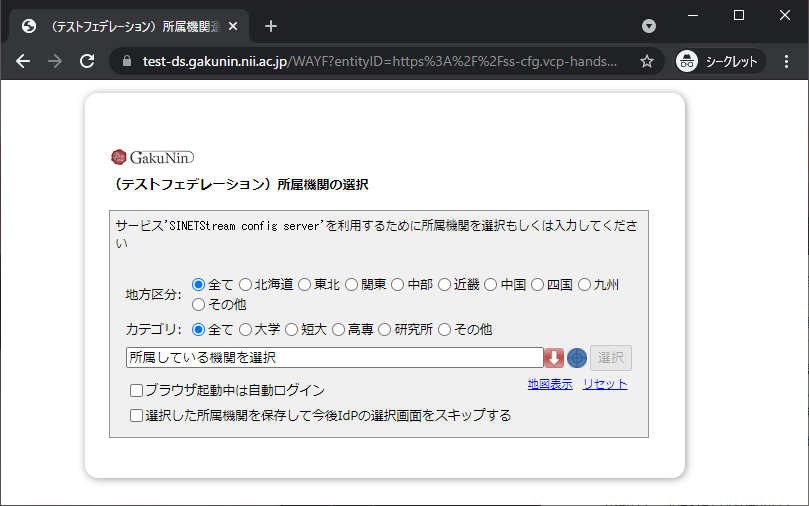 （テストフェデレーション）所属機関選
test-ds.gakunin.nii.ac.jp/WAYF?entityID=https%3A%2F%2Fss-cfg.vcp-hands...
シークレット
GakuNin
（テストフェデレーション）所属機関の選択
サービス'SINETStream config server'を利用するために所属機関を選択もしくは入力してくださ
い
地方区分: 全て 北海道 東北 関東 中部 近畿 中国 四国 九州
その他
カテゴリ: 全て 大学 短大 高専 研究所 その他
所属している機関を選択 選択
地図表示 リセット
ブラウザ起動中は自動ログイン
選択した所属機関を保存して今後IdPの選択画面をスキップする